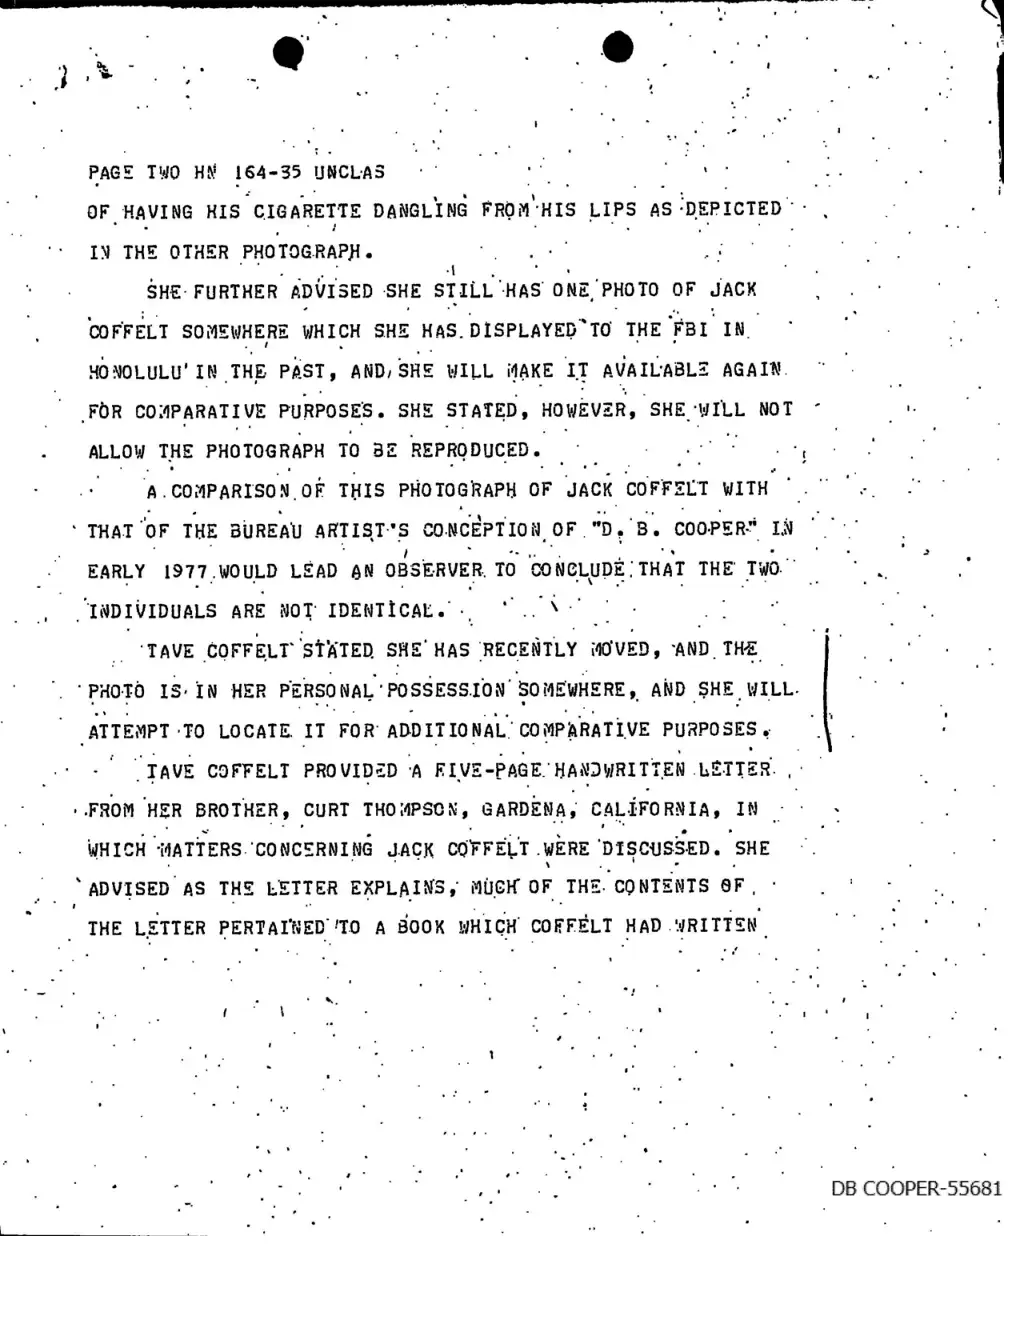 PAGE TWO HN 164-35 UNCLAS
OF HAVING HIS CIGARETTE DANGLING FROM HIS LIPS AS DEPICTED
IN THE OTHER PHOTOGRAPH.
SHE FURTHER ADVISED SHE STILL HAS ONE PHOTO OF JACK
COFFELT SOMEWHERE WHICH SHE HAS DISPLAYED TO THE FBI IN
HONOLULU IN THE PAST, AND SHE WILL MAKE IT AVAILABLE AGAIN
FOR COMPARATIVE PURPOSES. SHE STATED, HOWEVER, SHE WILL NOT
ALLOW THE PHOTOGRAPH TO BE REPRODUCED.
A COMPARISON OF THIS PHOTOGRAPH OF JACK COFFELT WITH
THAT OF THE BUREAU ARTIST'S CONCEPTION OF "D. B. COOPER" IN
EARLY 1977 WOULD LEAD AN OBSERVER TO CONCLUDE THAT THE TWO
INDIVIDUALS ARE NOT IDENTICAL.
TAVE COFFELT STATED SHE HAS RECENTLY MOVED, AND THE
PHOTO IS IN HER PERSONAL POSSESSION SOMEWHERE, AND SHE WILL
ATTEMPT TO LOCATE IT FOR ADDITIONAL COMPARATIVE PURPOSES.
TAVE COFFELT PROVIDED A FIVE-PAGE HANDWRITTEN LETTER
FROM HER BROTHER, CURT THOMPSON, GARDENA, CALIFORNIA, IN
WHICH MATTERS CONCERNING JACK COFFELT WERE DISCUSSED. SHE
ADVISED AS THE LETTER EXPLAINS, MUCH OF THE CONTENTS OF
THE LETTER PERTAINED TO A BOOK WHICH COFFELT HAD WRITTEN
DB COOPER-55681